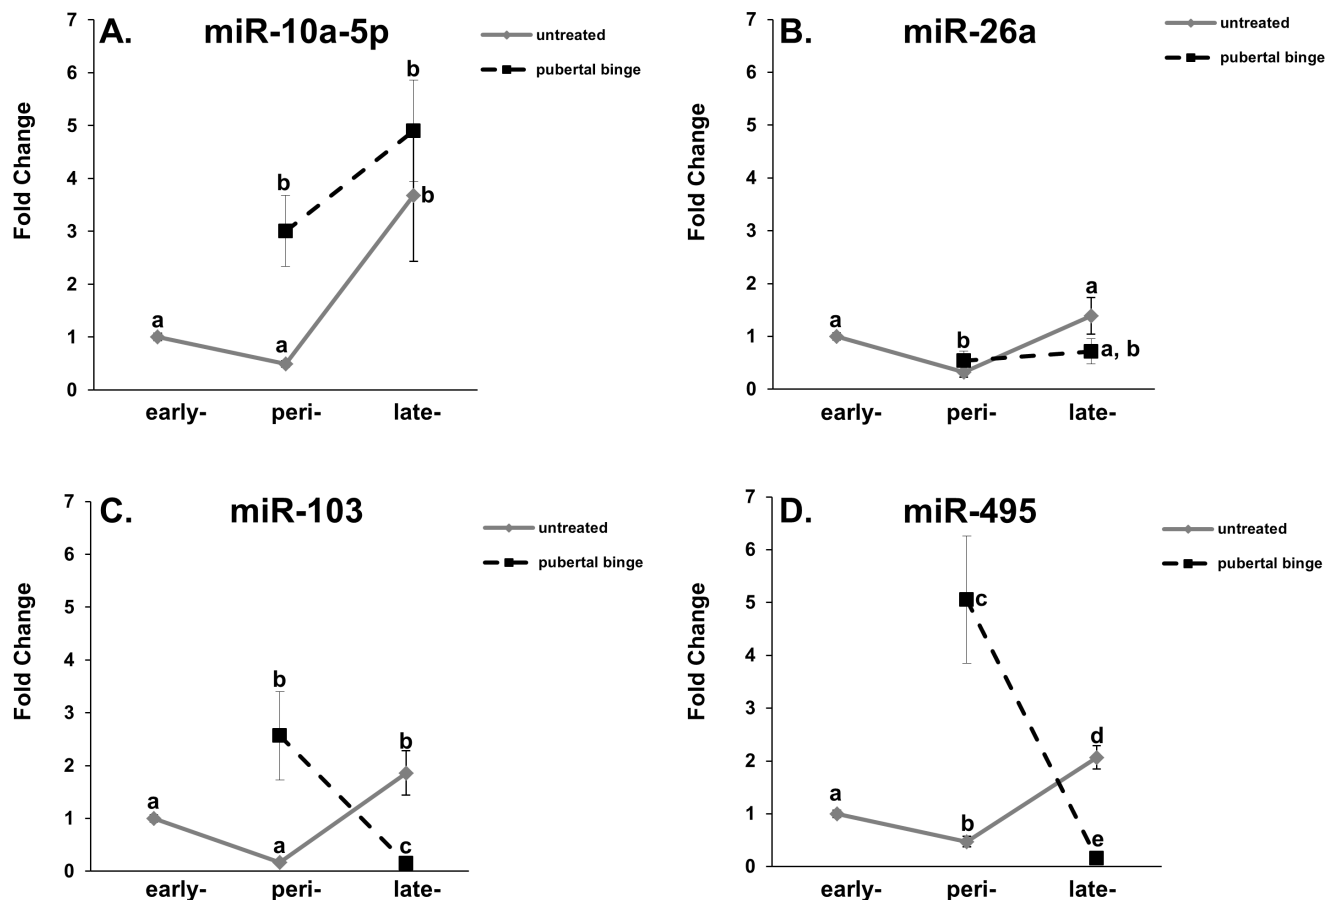 A. miR-10a-5p
untreated
pubertal binge
Fold Change
7
6
5
4
3
2
1
0
b
b
b
a
a
early- peri- late-
B. miR-26a
untreated
pubertal binge
Fold Change
7
6
5
4
3
2
1
0
a
a
b
a, b
early- peri- late-
C. miR-103
untreated
pubertal binge
Fold Change
7
6
5
4
3
2
1
0
b
b
a
a
c
early- peri- late-
D. miR-495
untreated
pubertal binge
Fold Change
7
6
5
4
3
2
1
0
c
d
a
b
e
early- peri- late-